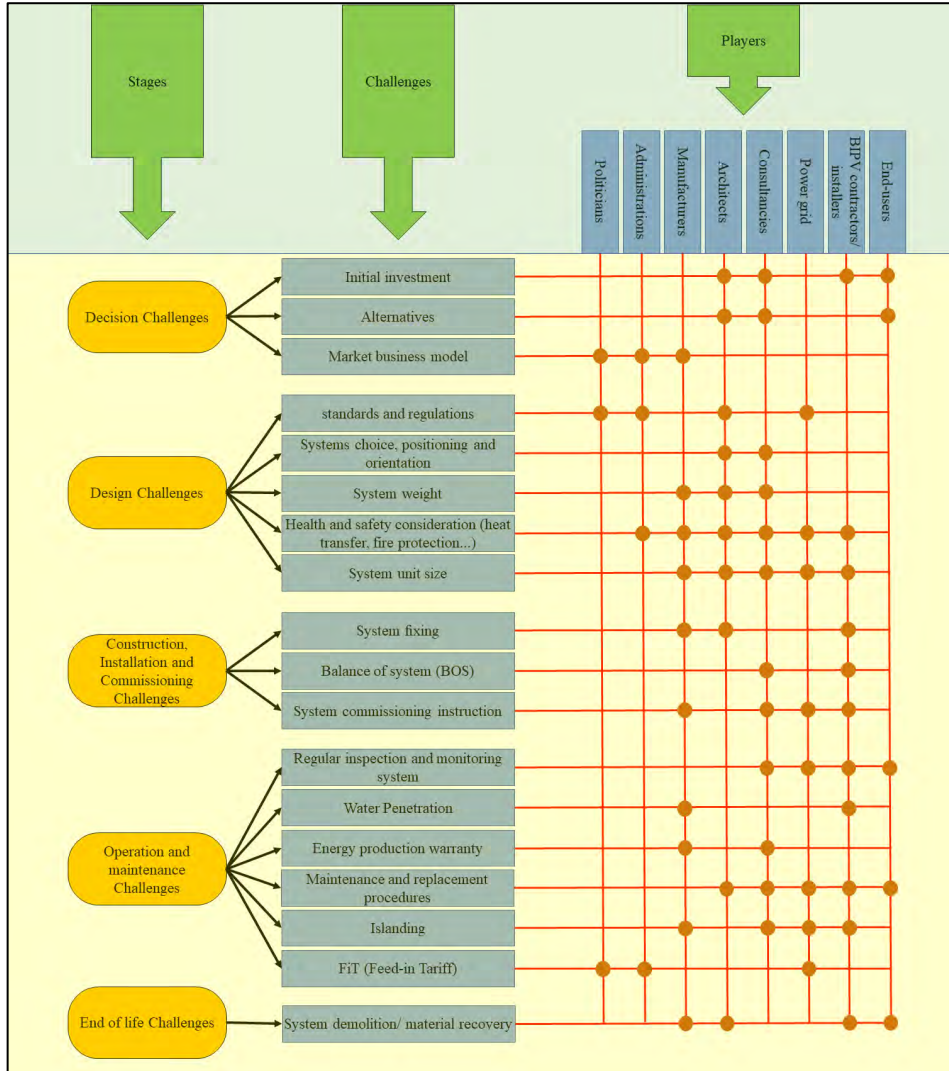 Stages
Challenges
Players
Politicians
Administrations
Manufacturers
Architects
Consultancies
Power grid
BIPV contractors/
installers
End-users
Decision Challenges
Initial investment
Alternatives
Market business model
Design Challenges
standards and regulations
Systems choice, positioning and
orientation
System weight
Health and safety consideration (heat
transfer, fire protection...)
System unit size
Construction,
Installation and
Commissioning
Challenges
System fixing
Balance of system (BOS)
System commissioning instruction
Operation and
maintenance
Challenges
Regular inspection and monitoring
system
Water Penetration
Energy production warranty
Maintenance and replacement
procedures
Islanding
FiT (Feed-in Tariff)
End of life Challenges
System demolition/ material recovery